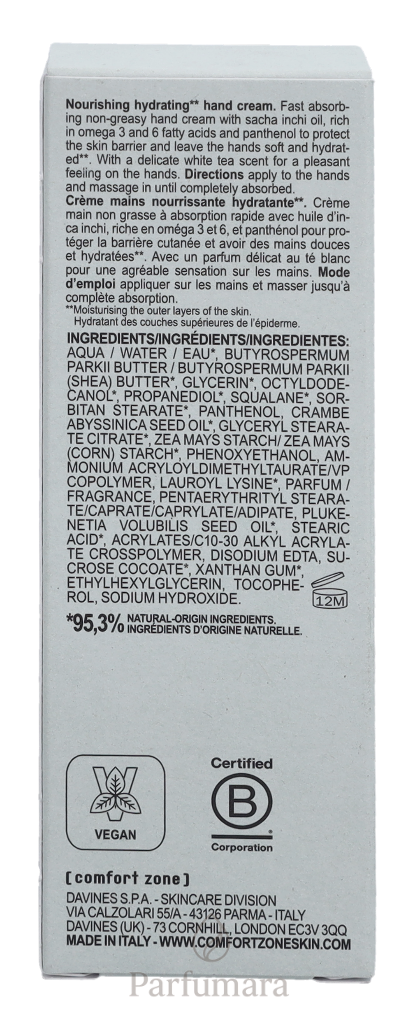 Nourishing hydrating** hand cream. Fast absorb-
ing non-greasy hand cream with sacha inchi oil, rich
in omega 3 and 6 fatty acids and panthenol to protect
the skin barrier and leave the hands soft and hydrat-
ed**. With a delicate white tea scent for a pleasant
feeling on the hands. Directions apply to the hands
and massage in until completely absorbed.
Crème mains nourrissante hydratante**. Crème
main non grasse à absorption rapide avec huile d'in-
ca inchi, riche en oméga 3 et 6, et panthénol pour pro-
téger la barrière cutanée et avoir des mains douces
et hydratées**. Avec un parfum délicat au té blanc
pour une agréable sensation sur les mains. Mode
d'emploi appliquer sur les mains et masser jusqu'à
complète absorption.
**Moisturising the outer layers of the skin.
Hydratant des couches supérieures de l'épiderme.
INGREDIENTS/INGRÉDIENTS/INGREDIENTES:
AQUA / WATER / EAU*, BUTYROSPERMUM
PARKII BUTTER / BUTYROSPERMUM PARKII
(SHEA) BUTTER*, GLYCERIN*, OCTYLDODE-
CANOL*, PROPANEDIOL*, SQUALANE*, SOR-
BITAN STEARATE*, PANTHENOL, CRAMBE
ABYSSINICA SEED OIL*, GLYCERYL STEARA-
TE CITRATE*, ZEA MAYS STARCH/ ZEA MAYS
(CORN) STARCH*, PHENOXYETHANOL, AM-
MONIUM ACRYLOYLDIMETHYLTAURATE/VP
COPOLYMER, LAUROYL LYSINE*, PARFUM /
FRAGRANCE, PENTAERYTHRITYL STEARA-
TE/CAPRATE/CAPRYLATE/ADIPATE, PLUKE-
NETIA VOLUBILIS SEED OIL*, STEARIC
ACID*, ACRYLATES/C10-30 ALKYL ACRYLA-
TE CROSSPOLYMER, DISODIUM EDTA, SU-
CROSE COCOATE*, XANTHAN GUM*,
ETHYLHEXYLGLYCERIN, TOCOPHE-
ROL, SODIUM HYDROXIDE.
12M
*95,3% NATURAL-ORIGIN INGREDIENTS.
INGRÉDIENTS D'ORIGINE NATURELLE.
VEGAN
Certified
B
Corporation
[ comfort zone ]
DAVINES S.P.A. - SKINCARE DIVISION
VIA CALZOLARI 55/A - 43126 PARMA - ITALY
DAVINES (UK) - 73 CORNHILL, LONDON EC3V 3QQ
MADE IN ITALY - WWW.COMFORTZONESKIN.COM
Parfumara